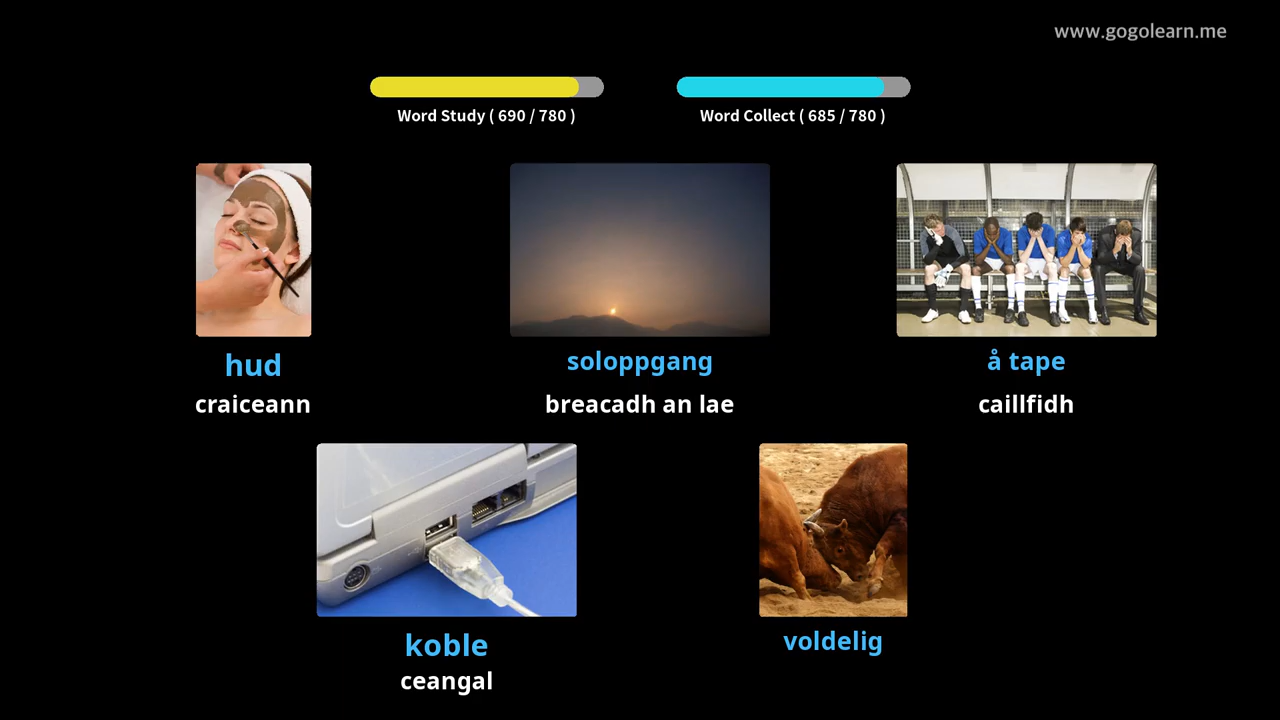 www.gogolearn.me
Word Study ( 690 / 780 )
Word Collect ( 685 / 780 )
hud
soloppgang
å tape
craiceann
breacadh an lae
caillfidh
koble
voldelig
ceangal